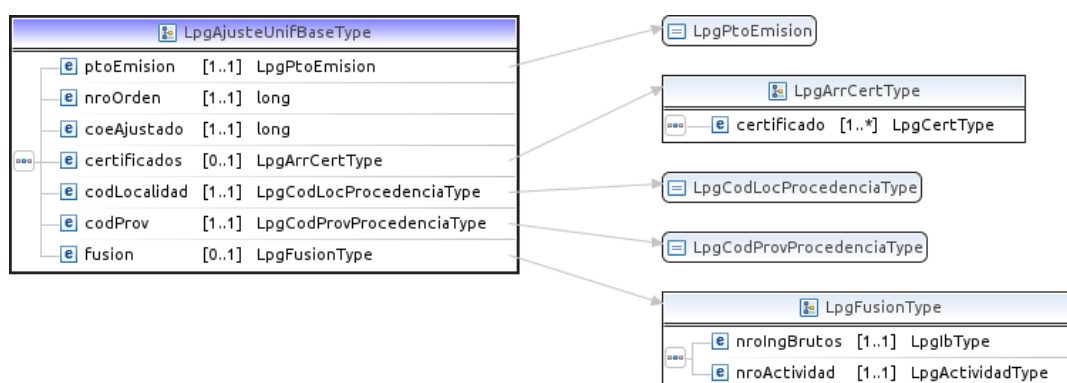 LpgAjusteUnifBaseType
e ptoEmision [1..1] LpgPtoEmision
e nroOrden [1..1] long
e coeAjustado [1..1] long
e certificados [0..1] LpgArrCertType
e codLocalidad [1..1] LpgCodLocProcedenciaType
e codProv [1..1] LpgCodProvProcedenciaType
e fusion [0..1] LpgFusionType
LpgPtoEmision
LpgArrCertType
e certificado [1..*] LpgCertType
LpgCodLocProcedenciaType
LpgCodProvProcedenciaType
LpgFusionType
e nroIngBrutos [1..1] LpgIbType
e nroActividad [1..1] LpgActividadType